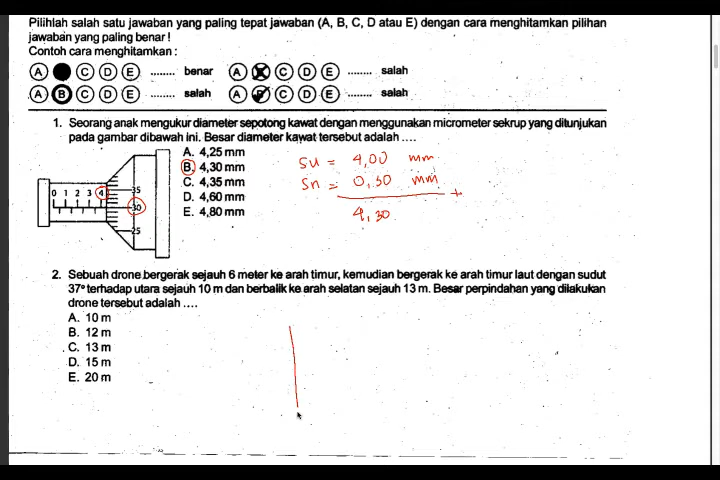 Pilihlah salah satu jawaban yang paling tepat jawaban (A, B, C, D atau E) dengan cara menghitamkan pilihan
jawaban yang paling benar !
Contoh cara menghitamkan :
A C D E ........ benar A B C D E ........ salah
A B C D E ........ salah A B C D E ........ salah
1. Seorang anak mengukur diameter sepotong kawat dengan menggunakan micrometer sekrup yang ditunjukan
pada gambar dibawah ini. Besar diameter kawat tersebut adalah ....
A. 4,25 mm
B. 4,30 mm
C. 4,35 mm
D. 4,60 mm
E. 4,80 mm
0 1 2 3 4
35
30
25
Su = 4,00 mm
Sn = 0,30 mm
+
4,30
2. Sebuah drone bergerak sejauh 6 meter ke arah timur, kemudian bergerak ke arah timur laut dengan sudut
37° terhadap utara sejauh 10 m dan berbalik ke arah selatan sejauh 13 m. Besar perpindahan yang dilakukan
drone tersebut adalah ....
A. 10 m
B. 12 m
C. 13 m
D. 15 m
E. 20 m